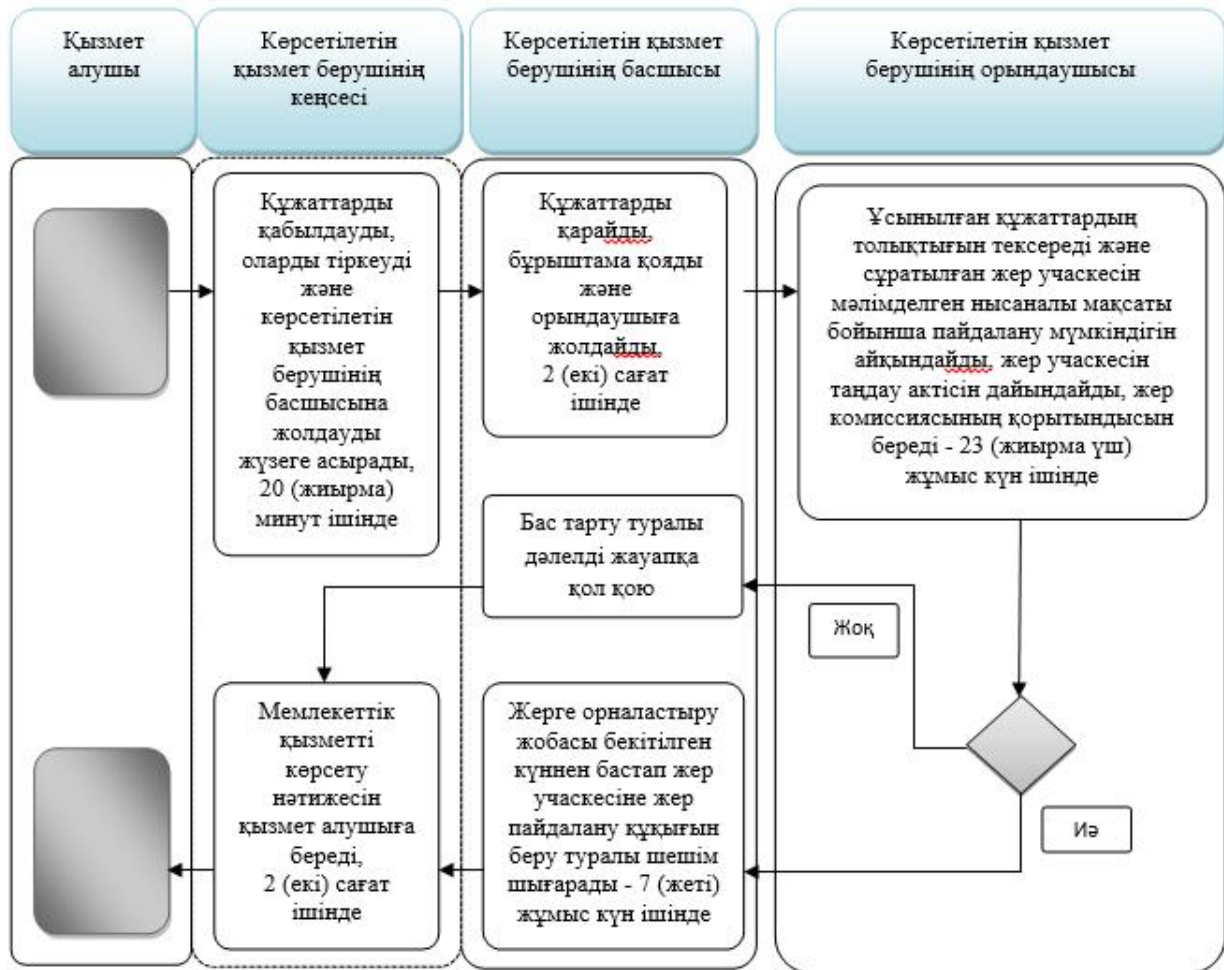 Қызмет
алушы
Көрсетілетін
қызмет берушінің
кеңсесі
Көрсетілетін қызмет
берушінің басшысы
Көрсетілетін қызмет
берушінің орындаушысы
Құжаттарды
қабылдауды,
оларды тіркеуді
және
көрсетілетін
қызмет
берушінің
басшысына
жолдауды
жүзеге асырады,
20 (жиырма)
минут ішінде
Құжаттарды
қарайды,
бұрыштама қояды
және
орындаушыға
жолдайды,
2 (екі) сағат
ішінде
Ұсынылған құжаттардың
толықтығын тексереді және
сұратылған жер учаскесін
мәлімделген нысаналы мақсаты
бойынша пайдалану мүмкіндігін
айқындайды, жер учаскесін
таңдау актісін дайындайды, жер
комиссиясының қорытындысын
береді - 23 (жиырма үш)
жұмыс күн ішінде
Бас тарту туралы
дәлелді жауапқа
қол қою
Жоқ
Мемлекеттік
қызметті
көрсету
нәтижесін
қызмет алушыға
береді,
2 (екі) сағат
ішінде
Жерге орналастыру
жобасы бекітілген
күннен бастап жер
учаскесіне жер
пайдалану құқығын
беру туралы шешім
шығарады - 7 (жеті)
жұмыс күн ішінде
Иә